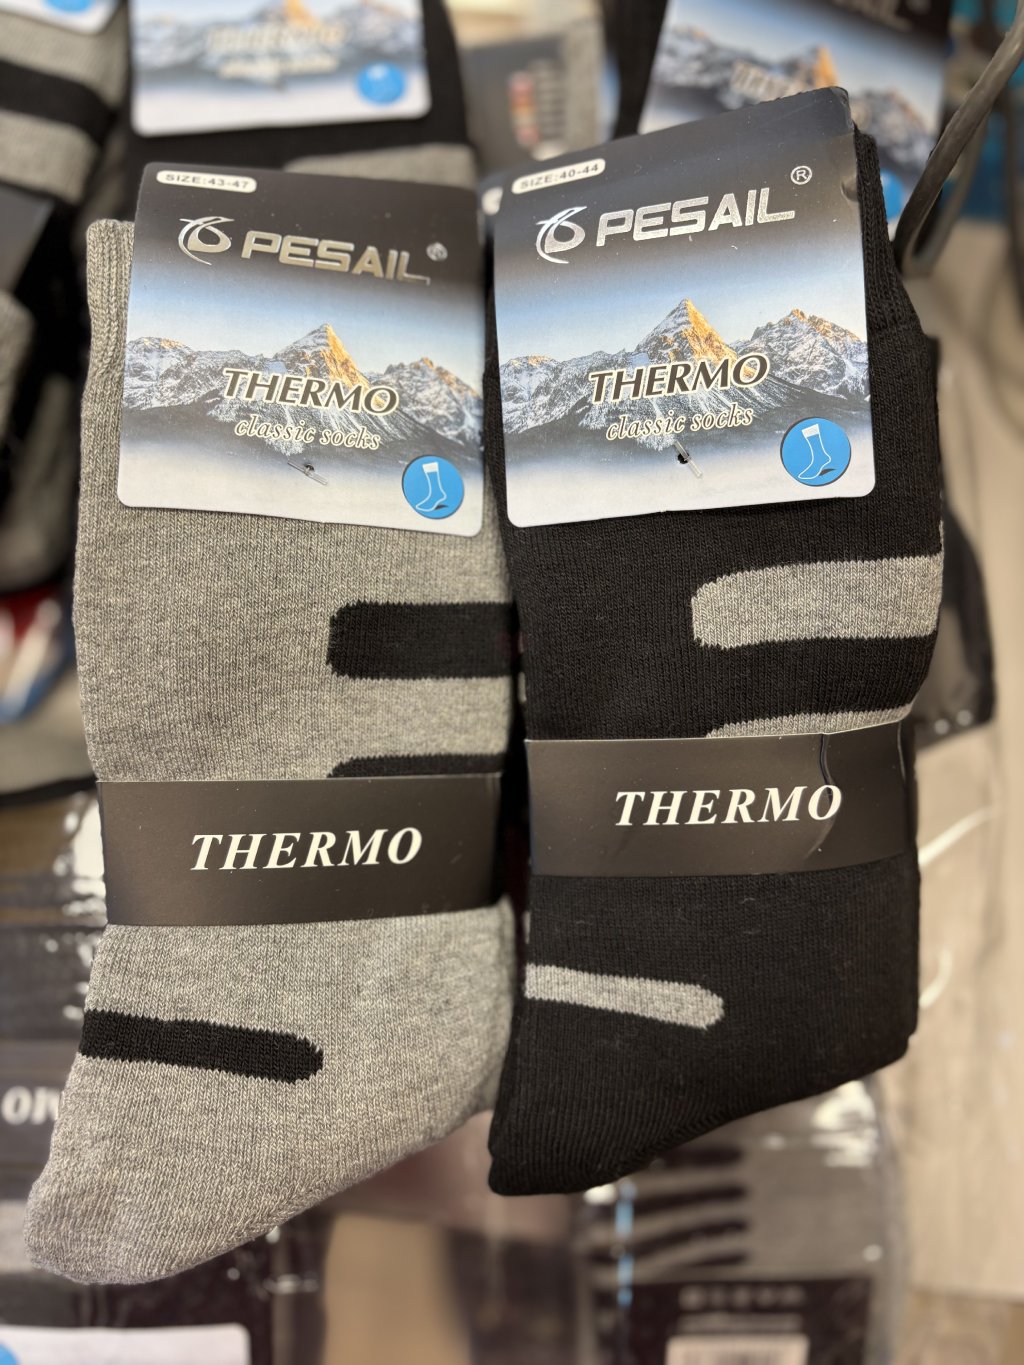 SIZE:43-47
PESAIL®
THERMO
classic socks
THERMO
SIZE:40-44
PESAIL®
THERMO
classic socks
THERMO